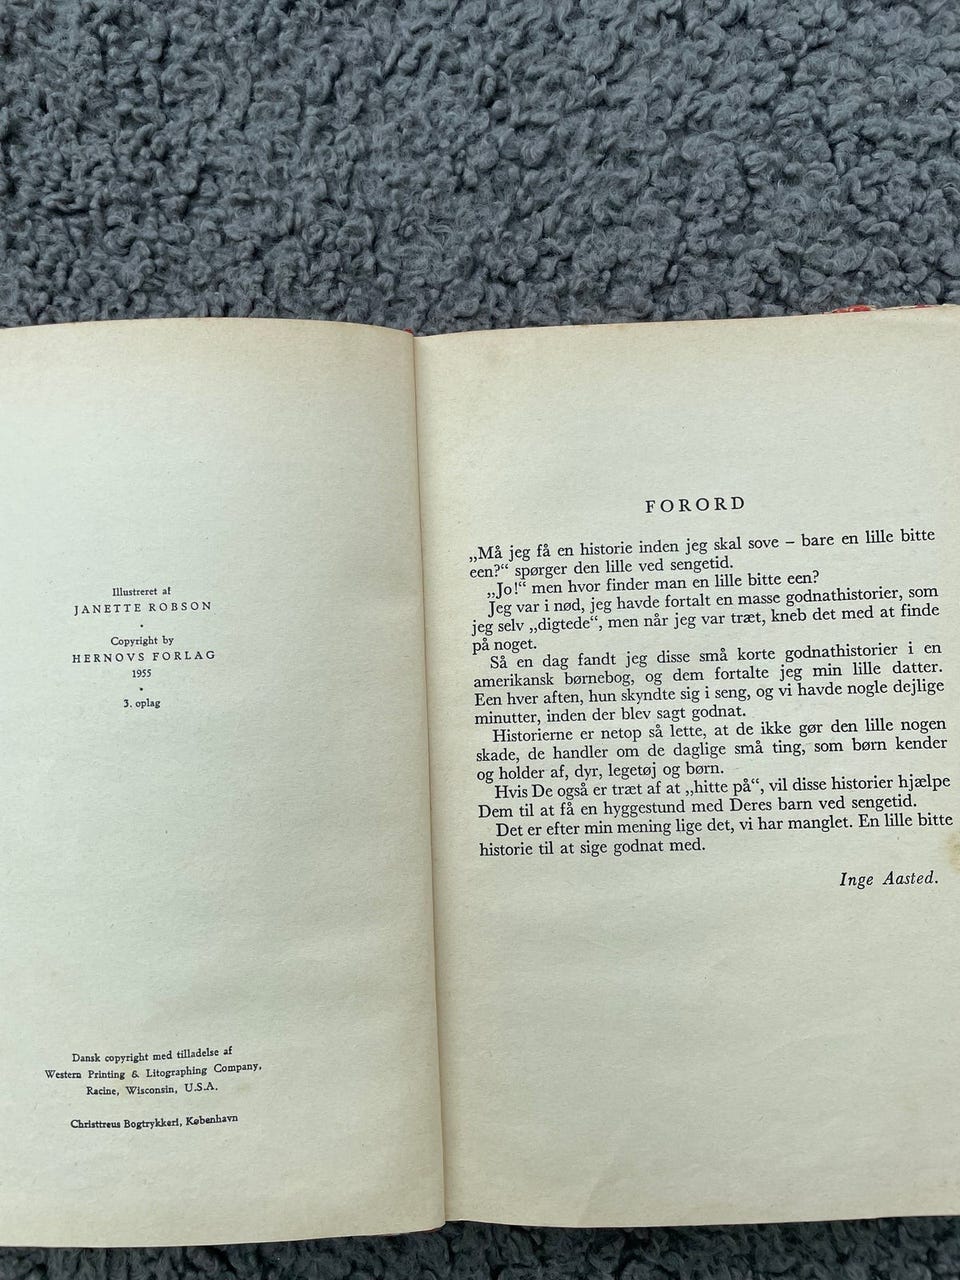 Illustreret af
JANETTE ROBSON
•
Copyright by
HERNOVS FORLAG
1955
•
3. oplag
Dansk copyright med tilladelse af
Western Printing & Litographing Company,
Racine, Wisconsin, U.S.A.
Christtreus Bogtrykkeri, København
FORORD
„Må jeg få en historie inden jeg skal sove – bare en lille bitte
een?“ spørger den lille ved sengetid.
„Jo!“ men hvor finder man en lille bitte een?
Jeg var i nød, jeg havde fortalt en masse godnathistorier, som
jeg selv „digtede“, men når jeg var træt, kneb det med at finde
på noget.
Så en dag fandt jeg disse små korte godnathistorier i en
amerikansk børnebog, og dem fortalte jeg min lille datter.
Een hver aften, hun skyndte sig i seng, og vi havde nogle dejlige
minutter, inden der blev sagt godnat.
Historierne er netop så lette, at de ikke gør den lille nogen
skade, de handler om de daglige små ting, som børn kender
og holder af, dyr, legetøj og børn.
Hvis De også er træt af at „hitte på“, vil disse historier hjælpe
Dem til at få en hyggestund med Deres barn ved sengetid.
Det er efter min mening lige det, vi har manglet. En lille bitte
historie til at sige godnat med.
Inge Aasted.